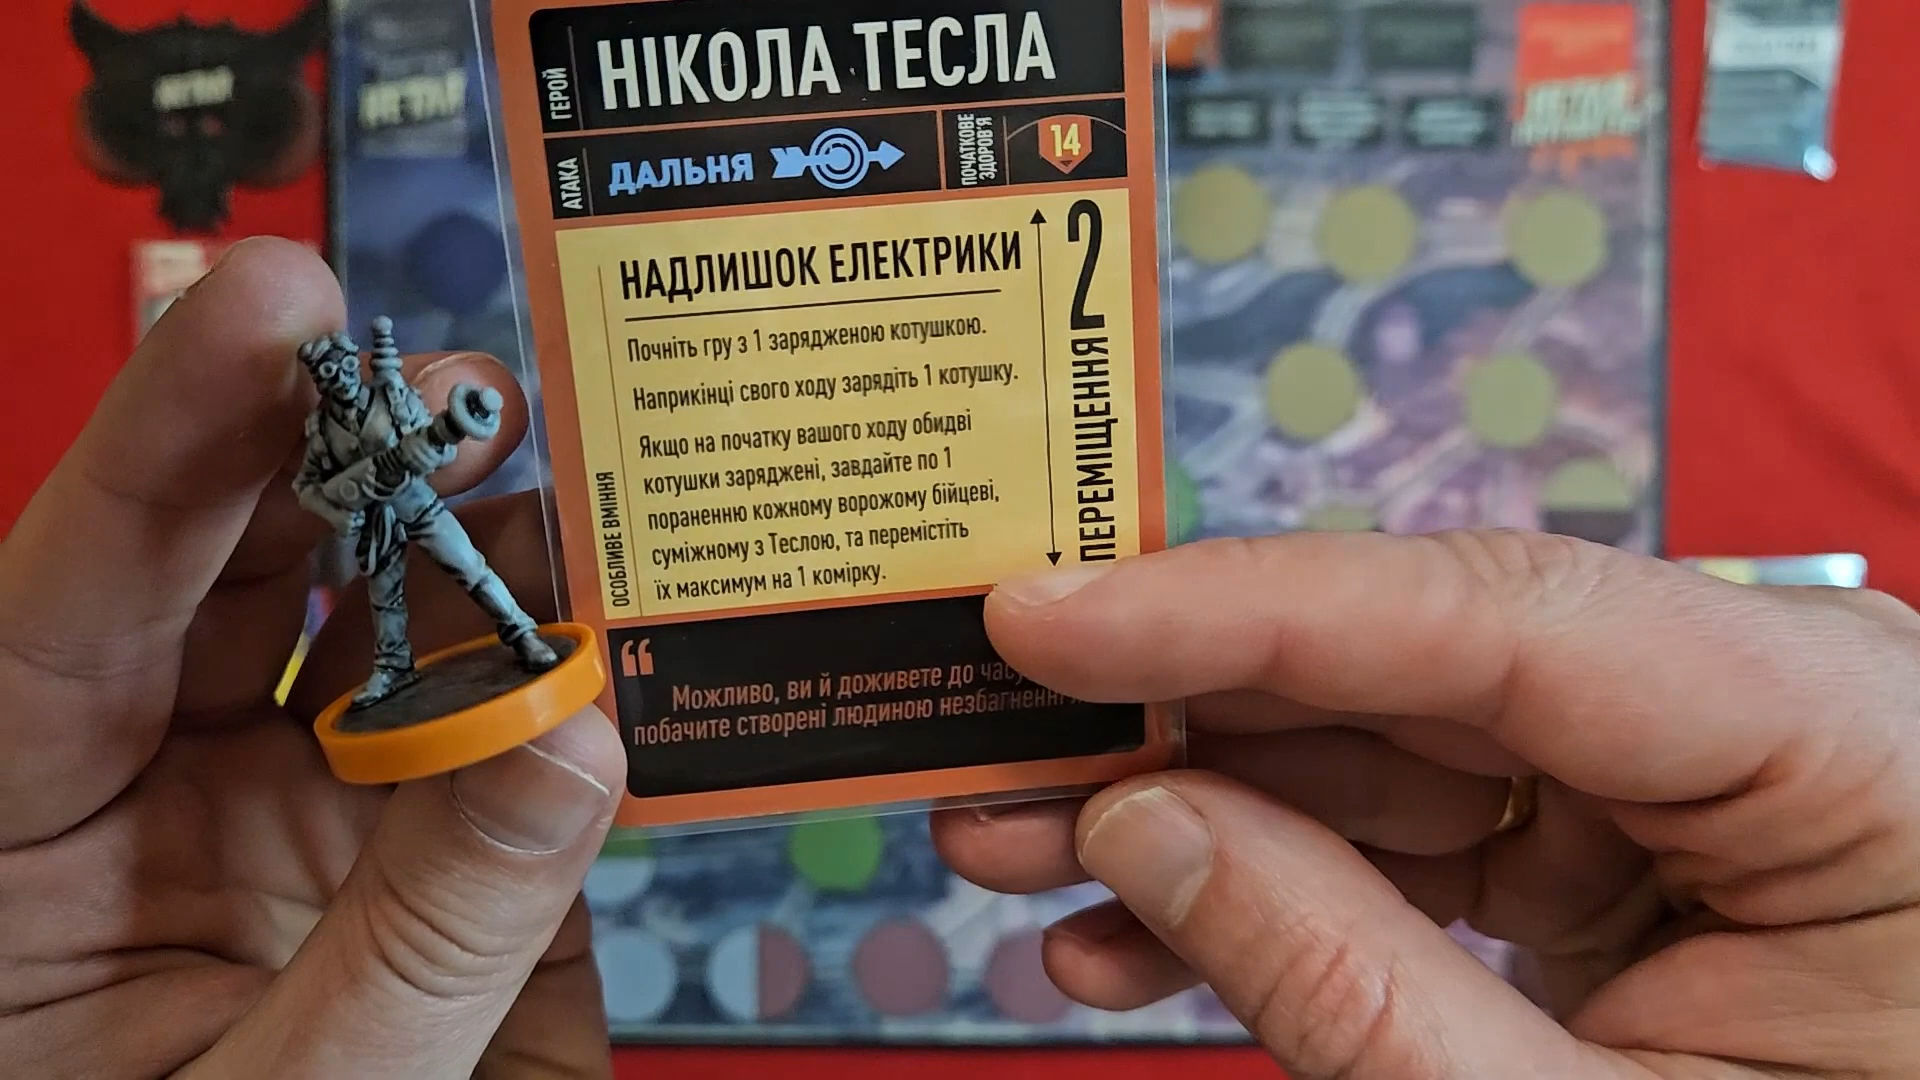 НІКОЛА ТЕСЛА
ГЕРОЙ
АТАКА
ДАЛЬНЯ
ПОЧАТКОВЕ
ЗДОРОВ'Я
14
НАДЛИШОК ЕЛЕКТРИКИ
Почніть гру з 1 зарядженою котушкою.
Наприкінці свого ходу зарядіть 1 котушку.
Якщо на початку вашого ходу обидві
котушки заряджені, завдайте по 1
пораненню кожному ворожому бійцеві,
суміжному з Теслою, та перемістіть
їх максимум на 1 комірку.
ОСОБЛИВЕ ВМІННЯ
2
ПЕРЕМІЩЕННЯ
“
Можливо, ви й доживете до
побачите створені людиною